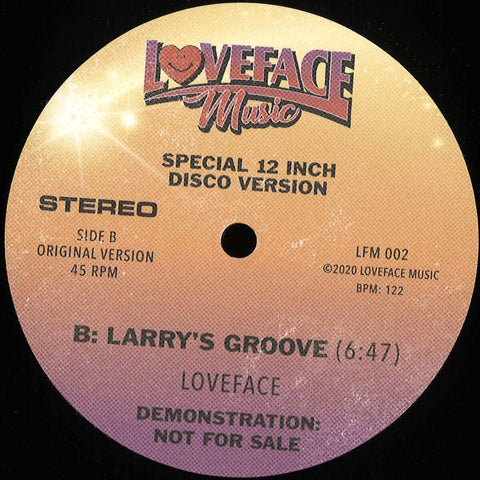 LOVEFACE
Music
SPECIAL 12 INCH
DISCO VERSION
STEREO
SIDE B
ORIGINAL VERSION
45 RPM
LFM 002
©2020 LOVEFACE MUSIC
BPM: 122
B: LARRY'S GROOVE (6:47)
LOVEFACE
DEMONSTRATION:
NOT FOR SALE